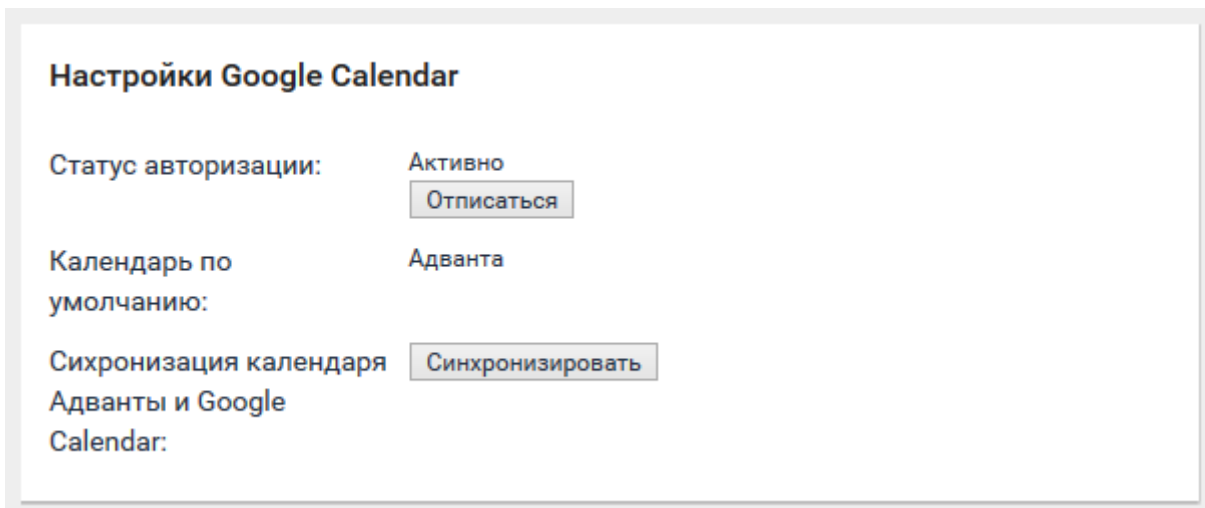 Настройки Google Calendar
Статус авторизации: Активно
Отписаться
Календарь по Адванта
умолчанию:
Сихронизация календаря Синхронизировать
Адванты и Google
Calendar: